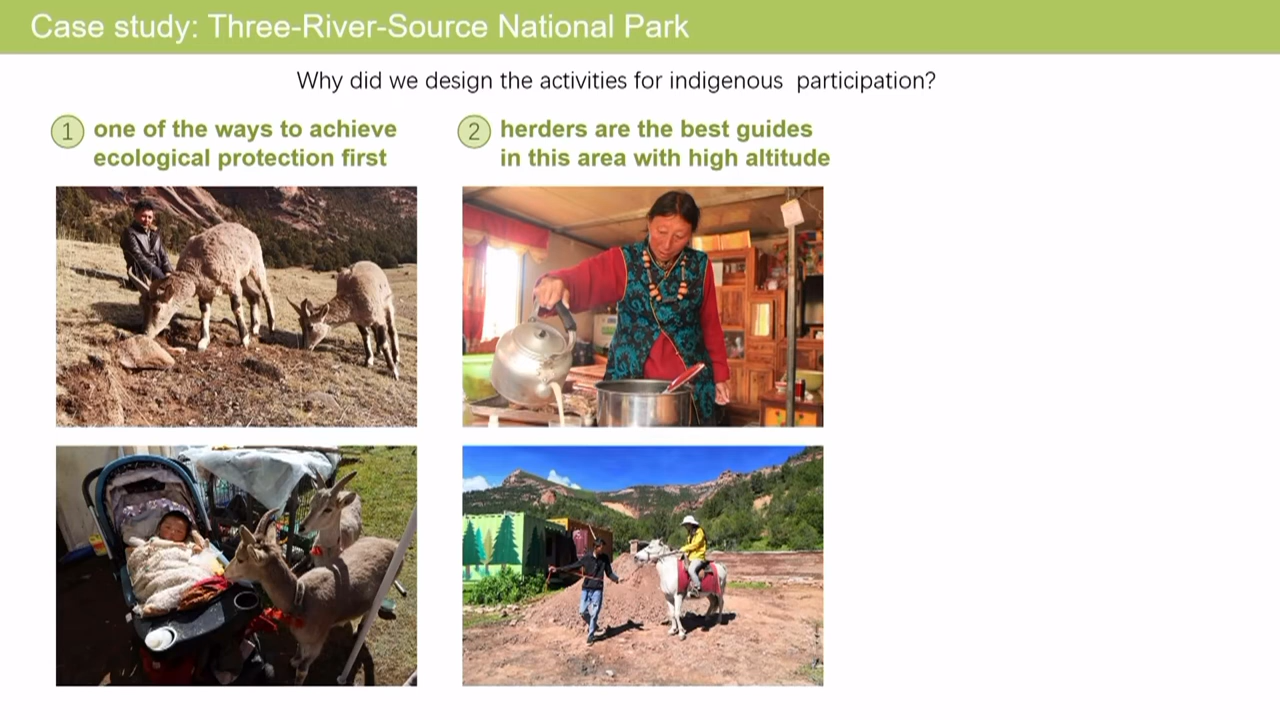 Case study: Three-River-Source National Park
Why did we design the activities for indigenous  participation?
1 one of the ways to achieve
ecological protection first
2 herders are the best guides
in this area with high altitude